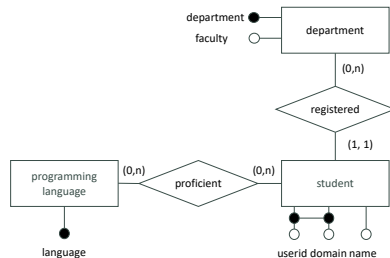 department
department
faculty
(0,n)
registered
(1, 1)
programming
language
(0,n)
proficient
(0,n)
student
language
userid domain name